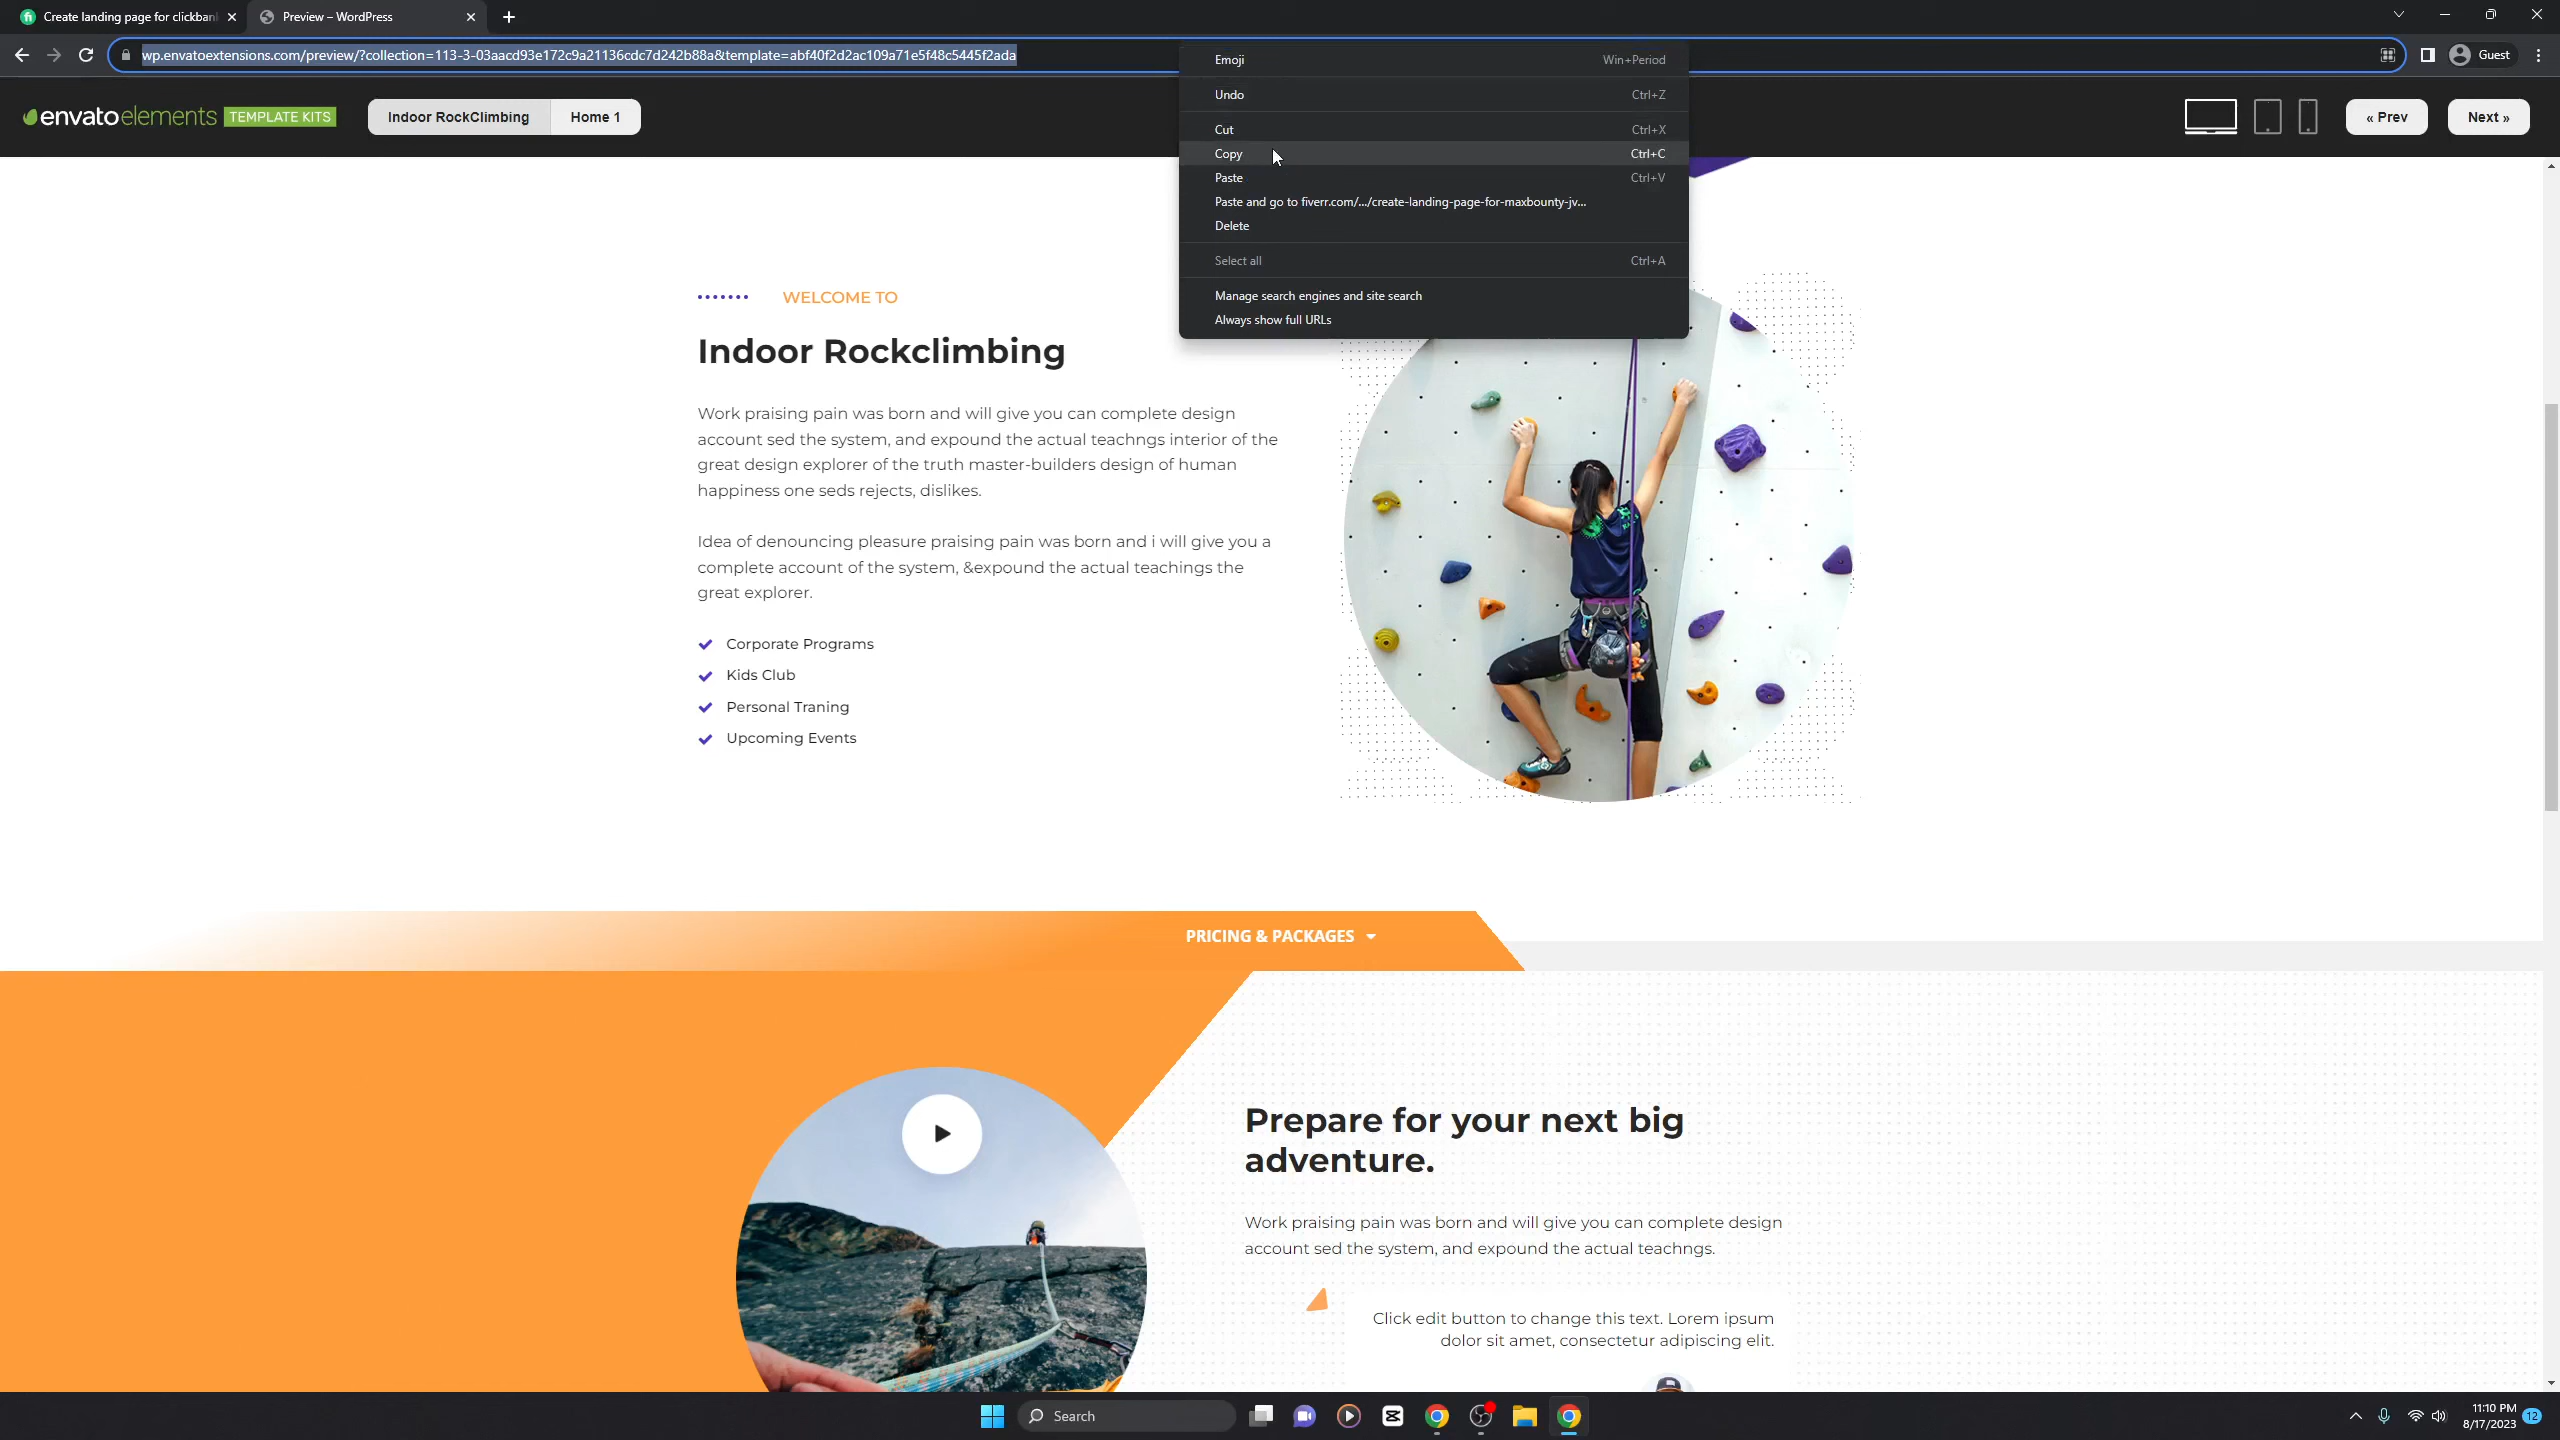 Create landing page for clickban
Preview – WordPress
wp.envatoextensions.com/preview/?collection=113-3-03aacd93e172c9a21136cdc7d242b88a&template=abf40f2d2ac109a71e5f48c5445f2ada
Guest
envatoelements TEMPLATE KITS
Indoor RockClimbing
Home 1
« Prev
Next »
Emoji Win+Period
Undo Ctrl+Z
Cut Ctrl+X
Copy Ctrl+C
Paste Ctrl+V
Paste and go to fiverr.com/.../create-landing-page-for-maxbounty-jv...
Delete
Select all Ctrl+A
Manage search engines and site search
Always show full URLs
WELCOME TO
Indoor Rockclimbing
Work praising pain was born and will give you can complete design
account sed the system, and expound the actual teachngs interior of the
great design explorer of the truth master-builders design of human
happiness one seds rejects, dislikes.
Idea of denouncing pleasure praising pain was born and i will give you a
complete account of the system, &expound the actual teachings the
great explorer.
Corporate Programs
Kids Club
Personal Traning
Upcoming Events
PRICING & PACKAGES
Prepare for your next big
adventure.
Work praising pain was born and will give you can complete design
account sed the system, and expound the actual teachngs.
Click edit button to change this text. Lorem ipsum
dolor sit amet, consectetur adipiscing elit.
Search
11:10 PM
8/17/2023
12